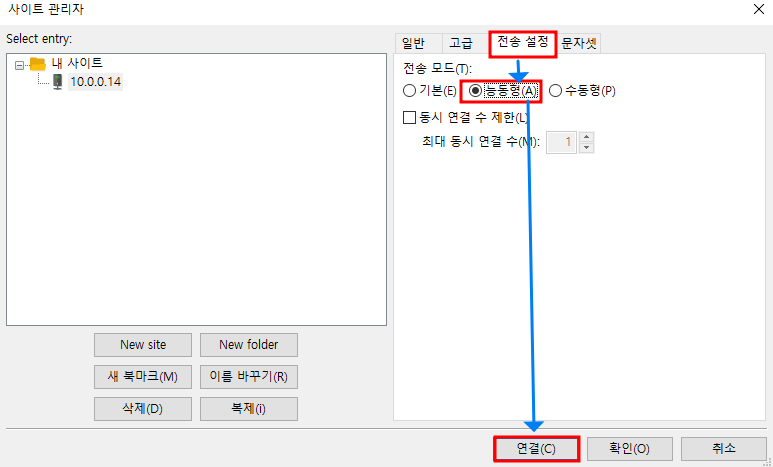 사이트 관리자
Select entry:
내 사이트
10.0.0.14
New site
New folder
새 북마크(M)
이름 바꾸기(R)
삭제(D)
복제(i)
일반
고급
전송 설정
문자셋
전송 모드(T):
기본(E)
능동형(A)
수동형(P)
동시 연결 수 제한(L)
최대 동시 연결 수(M):
1
연결(C)
확인(O)
취소